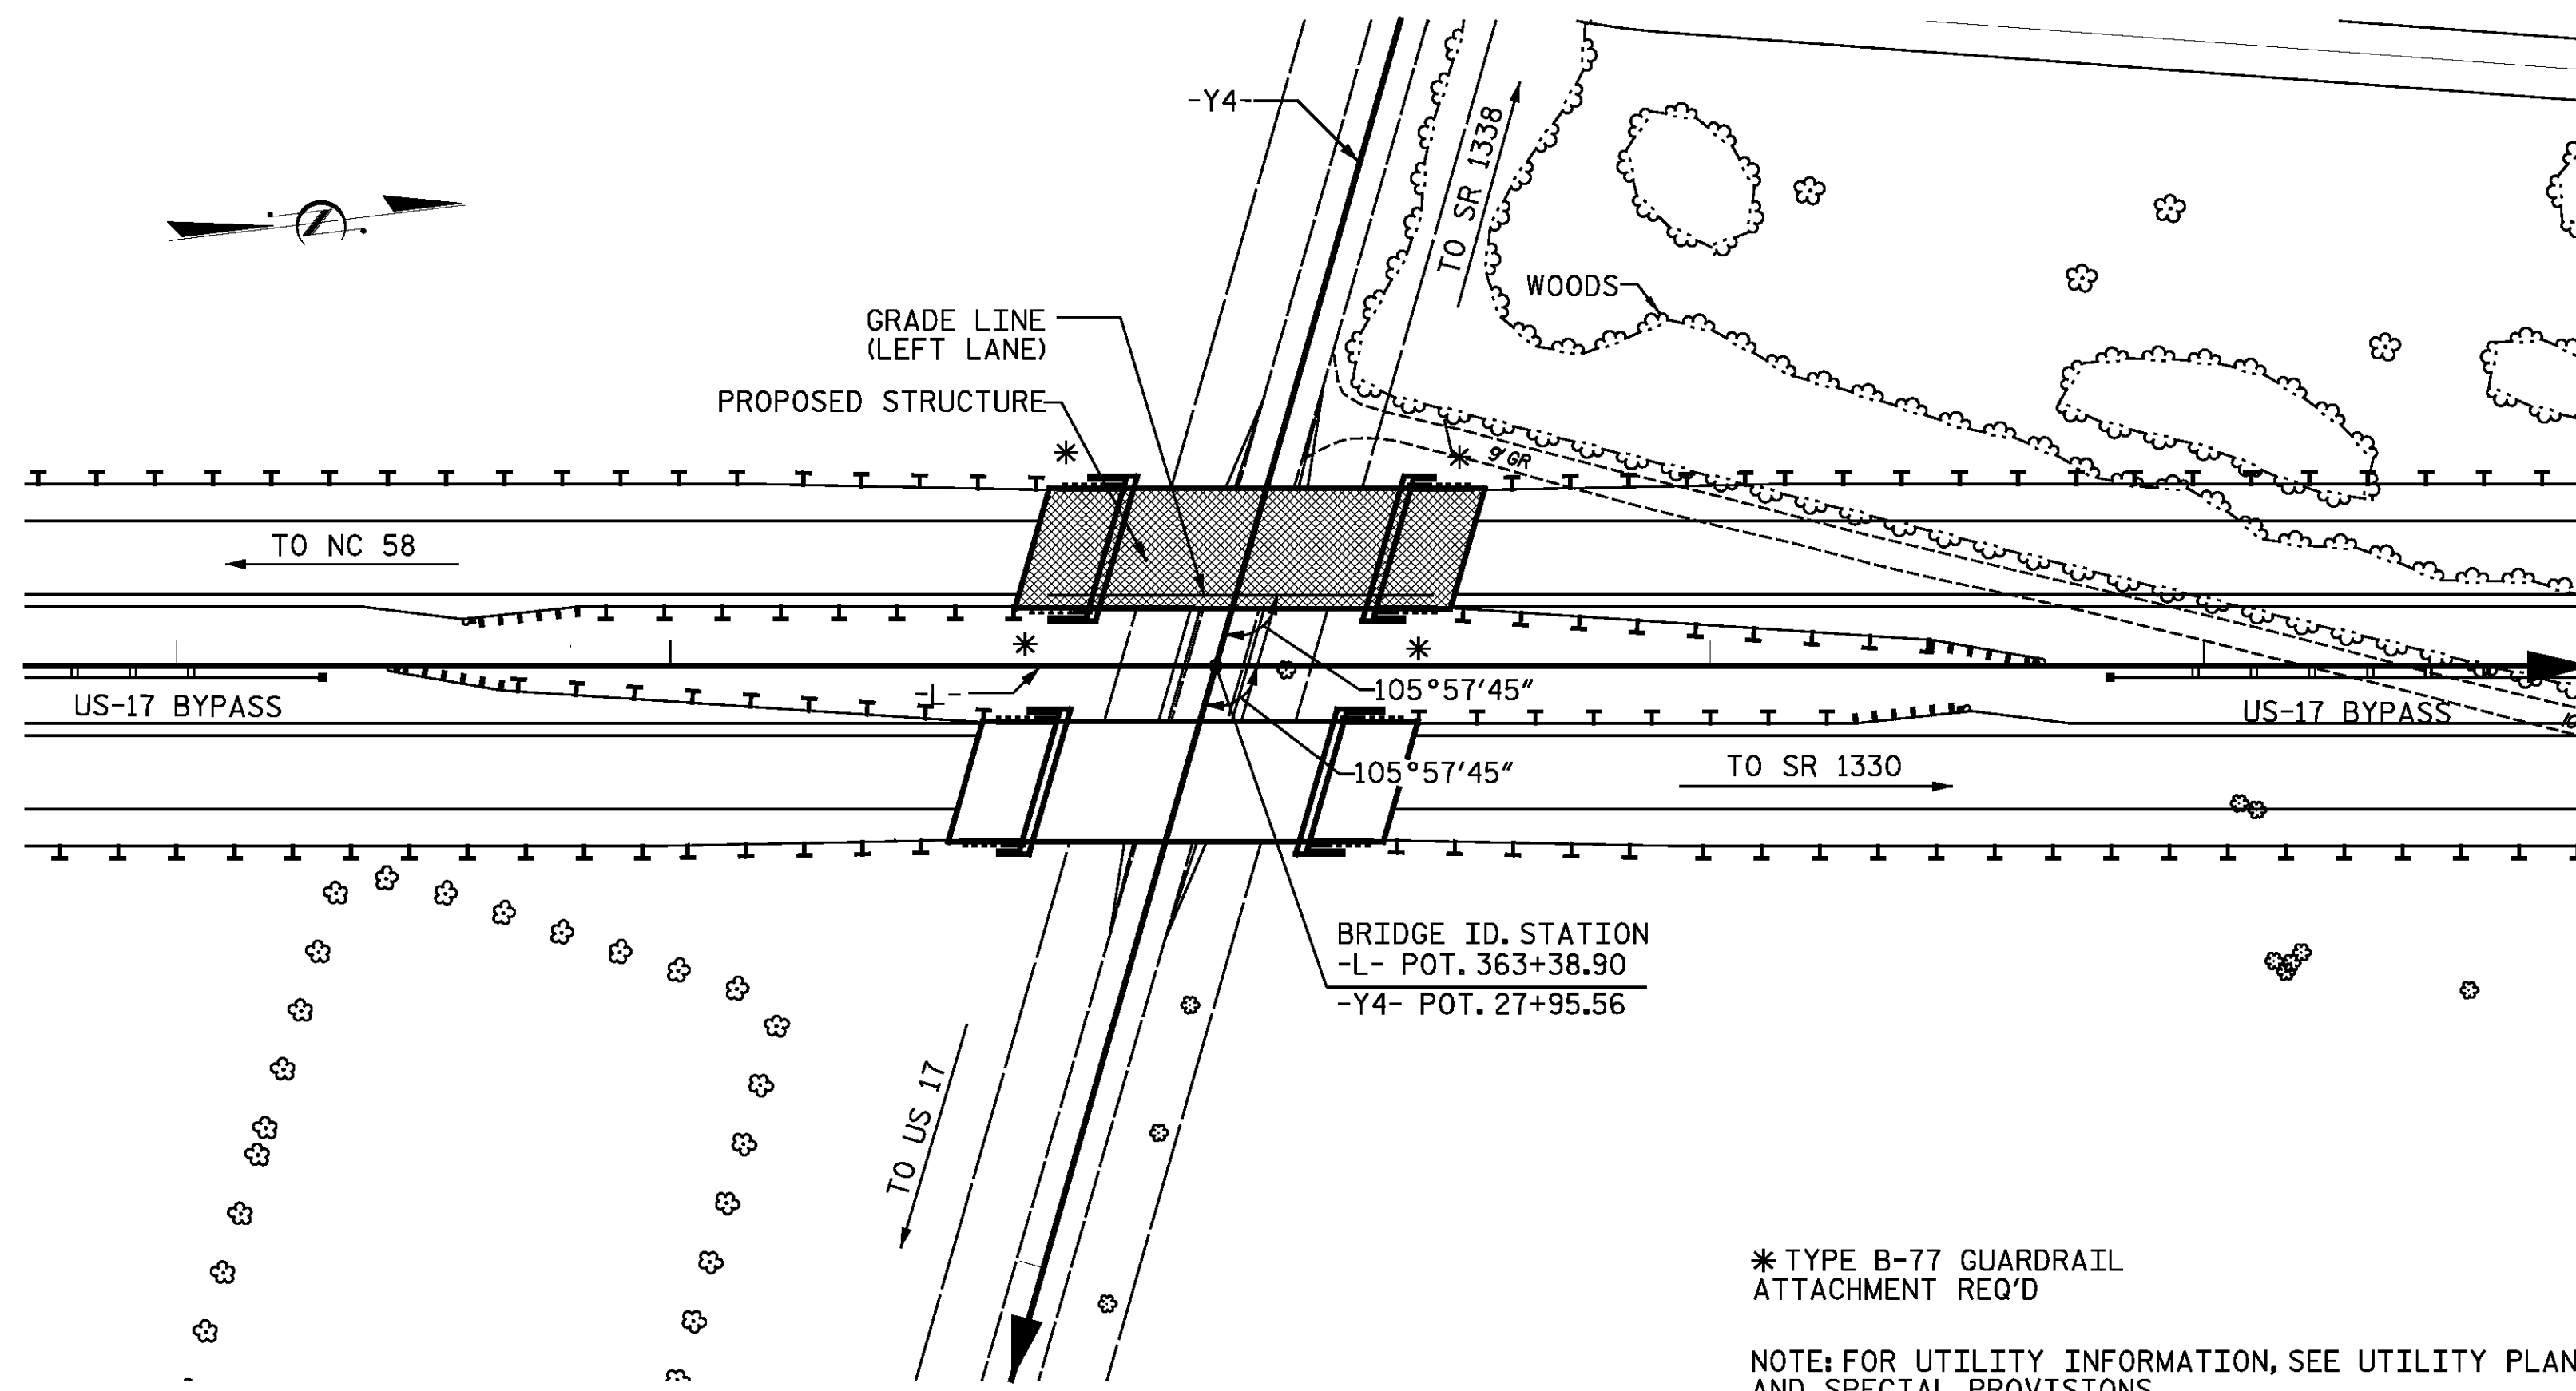 -Y4-
TO SR 1338
WOODS
GRADE LINE
(LEFT LANE)
PROPOSED STRUCTURE
9' GR
TO NC 58
105°57'45"
-L-
US-17 BYPASS
US-17 BYPASS
105°57'45"
TO SR 1330
BRIDGE ID. STATION
-L- POT. 363+38.90
-Y4- POT. 27+95.56
TO US 17
* TYPE B-77 GUARDRAIL
ATTACHMENT REQ'D
NOTE: FOR UTILITY INFORMATION, SEE UTILITY PLAN
AND SPECIAL PROVISIONS